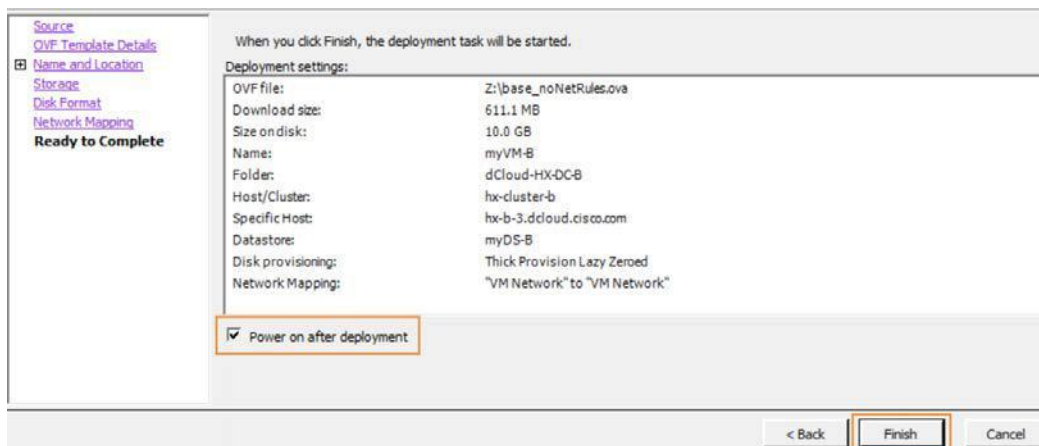 Source
OVF Template Details
Name and Location
Storage
Disk Format
Network Mapping
Ready to Complete
When you click Finish, the deployment task will be started.
Deployment settings:
OVF file: Z:\base_noNetRules.ova
Download size: 611.1 MB
Size on disk: 10.0 GB
Name: myVM-B
Folder: dCloud-HX-DC-B
Host/Cluster: hx-cluster-b
Specific Host: hx-b-3.dcloud.cisco.com
Datastore: myDS-B
Disk provisioning: Thick Provision Lazy Zeroed
Network Mapping: "VM Network" to "VM Network"
Power on after deployment
< Back Finish Cancel